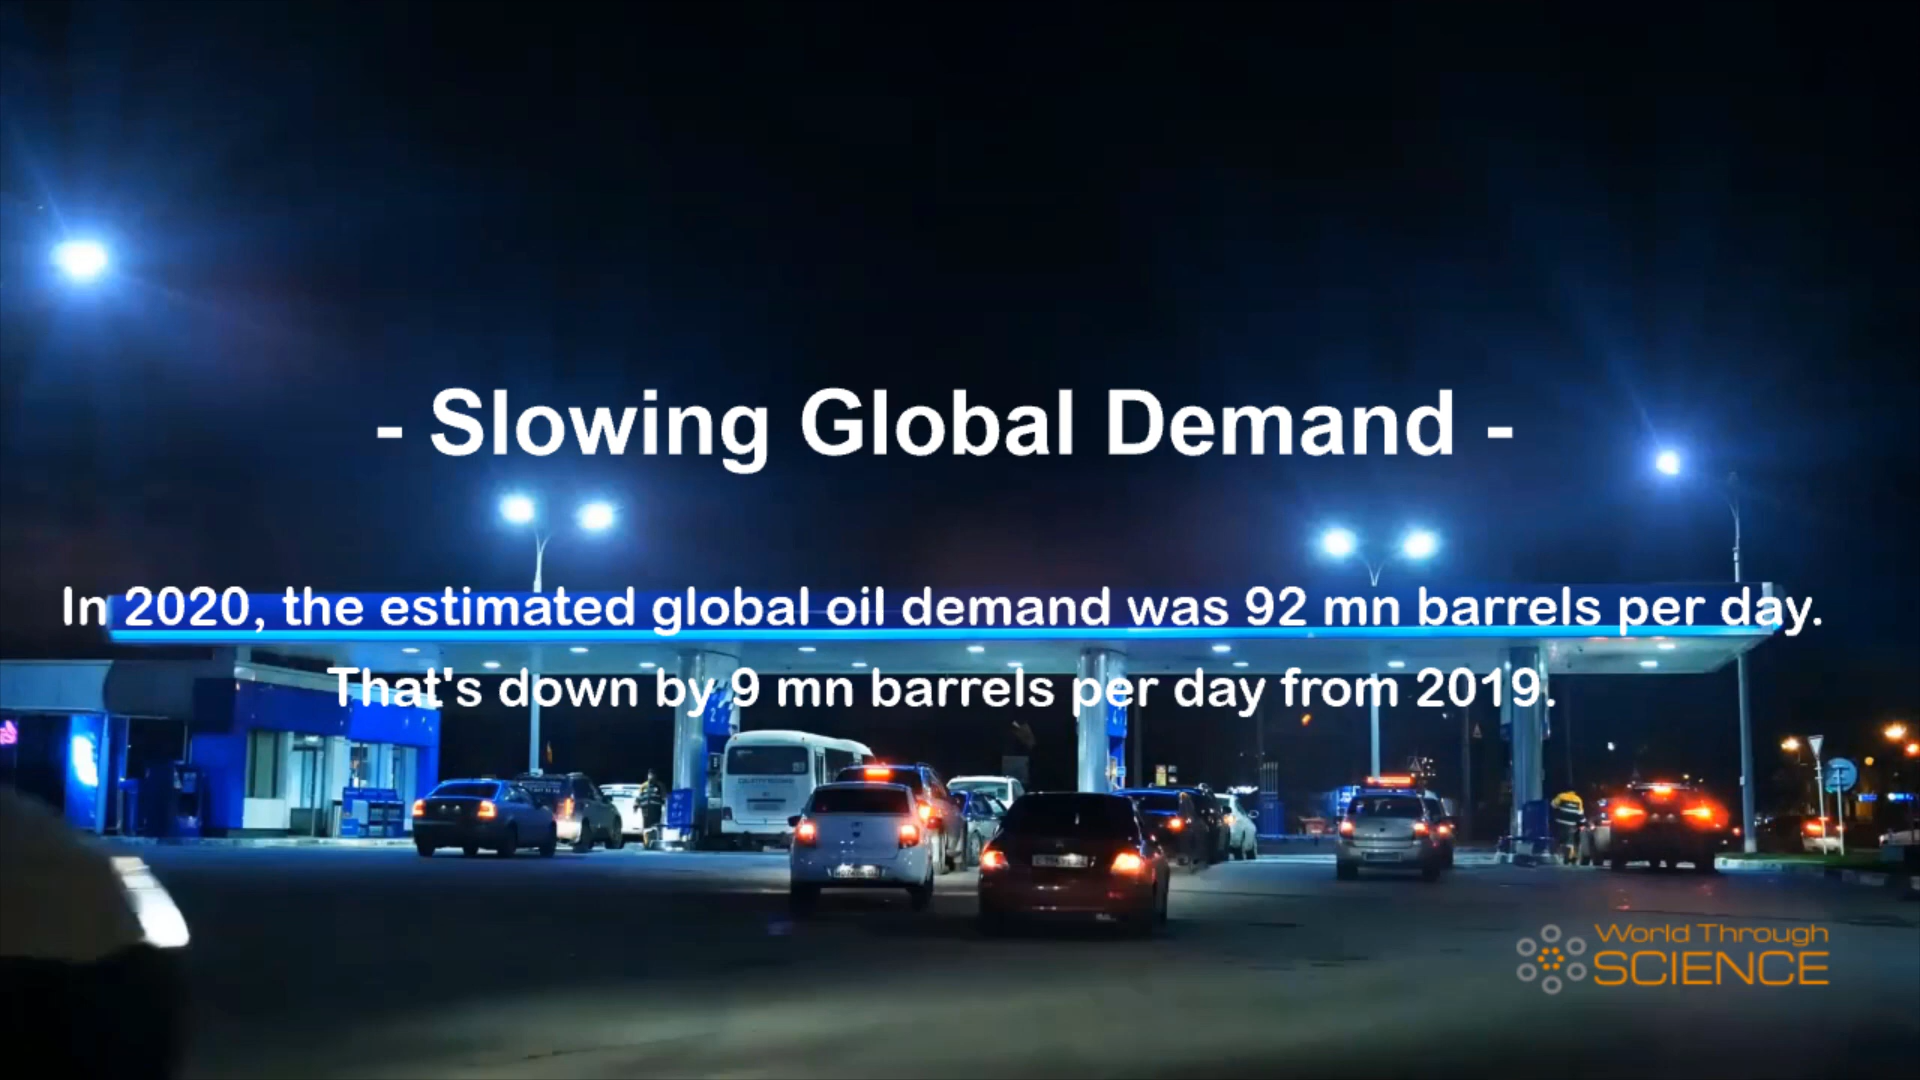 - Slowing Global Demand -
In 2020, the estimated global oil demand was 92 mn barrels per day.
That's down by 9 mn barrels per day from 2019.
World Through
SCIENCE